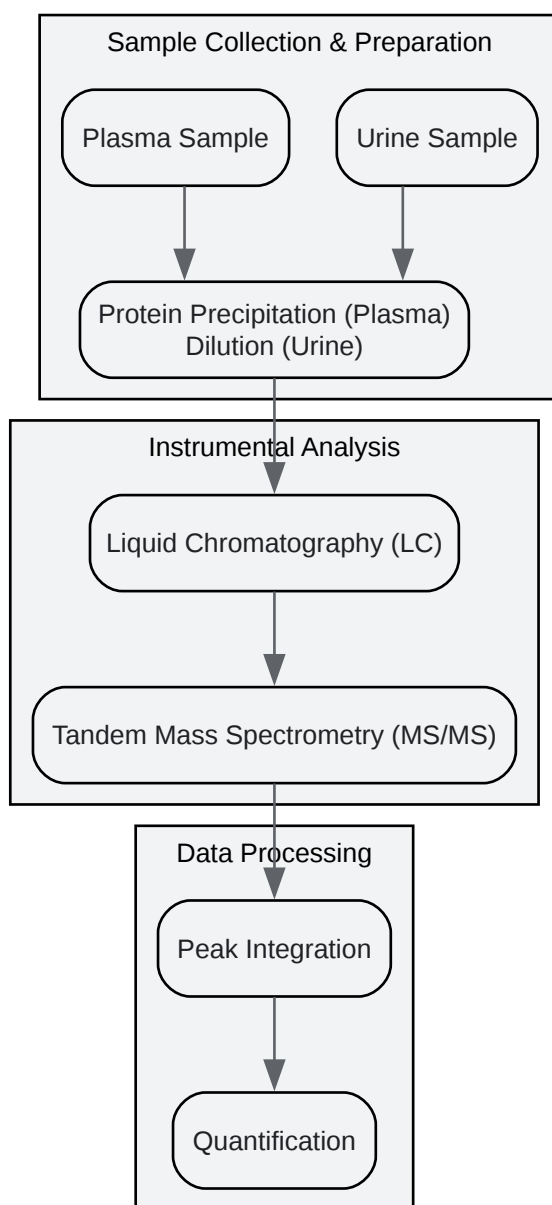 Sample Collection & Preparation
Plasma Sample
Urine Sample
Protein Precipitation (Plasma)
Dilution (Urine)
Instrumental Analysis
Liquid Chromatography (LC)
Tandem Mass Spectrometry (MS/MS)
Data Processing
Peak Integration
Quantification